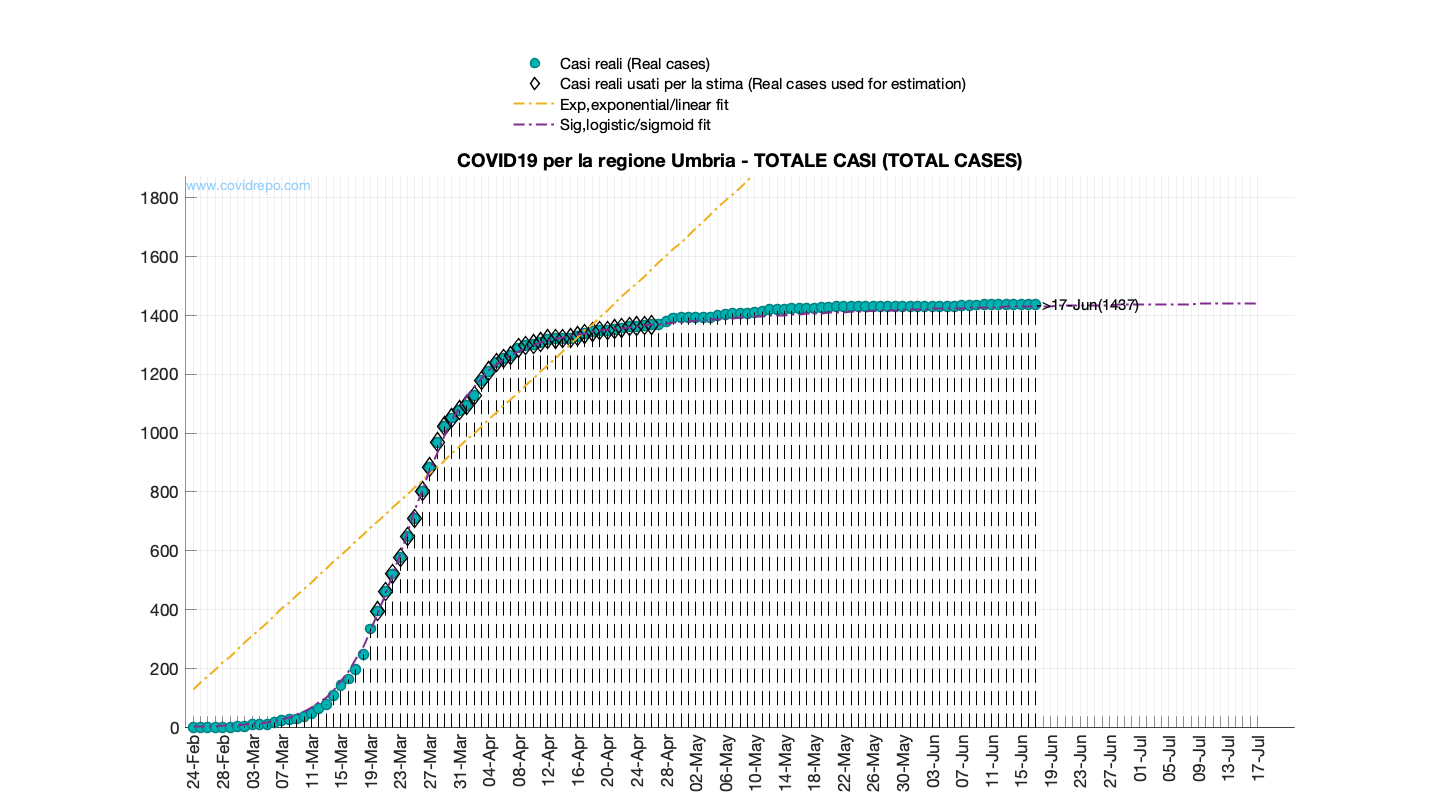 Casi reali (Real cases)
Casi reali usati per la stima (Real cases used for estimation)
Exp,exponential/linear fit
Sig,logistic/sigmoid fit
COVID19 per la regione Umbria - TOTALE CASI (TOTAL CASES)
www.covidrepo.com
1800
1600
1400
1200
1000
800
600
400
200
0
->17-Jun(1437)
24-Feb
28-Feb
03-Mar
07-Mar
11-Mar
15-Mar
19-Mar
23-Mar
27-Mar
31-Mar
04-Apr
08-Apr
12-Apr
16-Apr
20-Apr
24-Apr
28-Apr
02-May
06-May
10-May
14-May
18-May
22-May
26-May
30-May
03-Jun
07-Jun
11-Jun
15-Jun
19-Jun
23-Jun
27-Jun
01-Jul
05-Jul
09-Jul
13-Jul
17-Jul